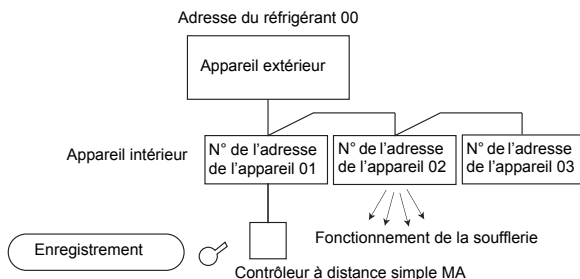 Adresse du réfrigérant 00
Appareil extérieur
Appareil intérieur
N° de l'adresse
de l'appareil 01
N° de l'adresse
de l'appareil 02
N° de l'adresse
de l'appareil 03
Fonctionnement de la soufflerie
Enregistrement
Contrôleur à distance simple MA